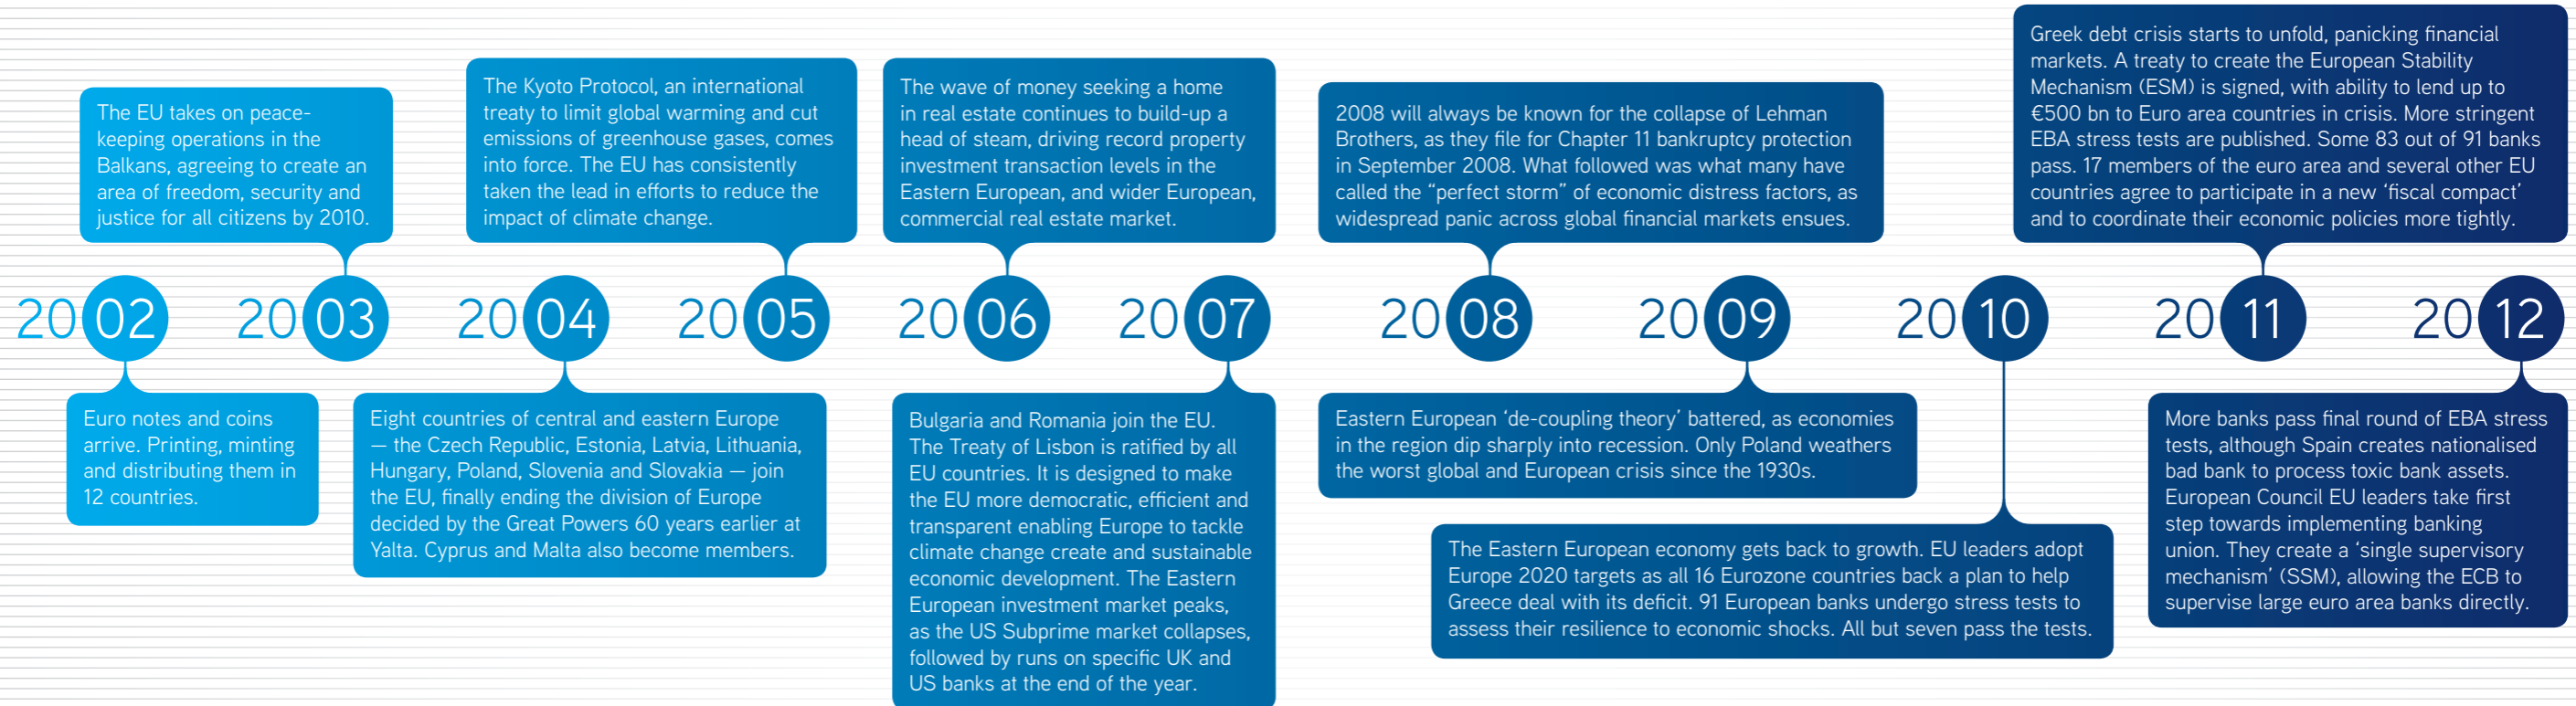 The EU takes on peace-
keeping operations in the
Balkans, agreeing to create an
area of freedom, security and
justice for all citizens by 2010.
The Kyoto Protocol, an international
treaty to limit global warming and cut
emissions of greenhouse gases, comes
into force. The EU has consistently
taken the lead in efforts to reduce the
impact of climate change.
The wave of money seeking a home
in real estate continues to build-up a
head of steam, driving record property
investment transaction levels in the
Eastern European, and wider European,
commercial real estate market.
2008 will always be known for the collapse of Lehman
Brothers, as they file for Chapter 11 bankruptcy protection
in September 2008. What followed was what many have
called the “perfect storm” of economic distress factors, as
widespread panic across global financial markets ensues.
Greek debt crisis starts to unfold, panicking financial
markets. A treaty to create the European Stability
Mechanism (ESM) is signed, with ability to lend up to
€500 bn to Euro area countries in crisis. More stringent
EBA stress tests are published. Some 83 out of 91 banks
pass. 17 members of the euro area and several other EU
countries agree to participate in a new ‘fiscal compact’
and to coordinate their economic policies more tightly.
2002 2003 2004 2005 2006 2007 2008 2009 2010 2011 2012
Euro notes and coins
arrive. Printing, minting
and distributing them in
12 countries.
Eight countries of central and eastern Europe
— the Czech Republic, Estonia, Latvia, Lithuania,
Hungary, Poland, Slovenia and Slovakia — join
the EU, finally ending the division of Europe
decided by the Great Powers 60 years earlier at
Yalta. Cyprus and Malta also become members.
Bulgaria and Romania join the EU.
The Treaty of Lisbon is ratified by all
EU countries. It is designed to make
the EU more democratic, efficient and
transparent enabling Europe to tackle
climate change create and sustainable
economic development. The Eastern
European investment market peaks,
as the US Subprime market collapses,
followed by runs on specific UK and
US banks at the end of the year.
Eastern European ‘de-coupling theory’ battered, as economies
in the region dip sharply into recession. Only Poland weathers
the worst global and European crisis since the 1930s.
The Eastern European economy gets back to growth. EU leaders adopt
Europe 2020 targets as all 16 Eurozone countries back a plan to help
Greece deal with its deficit. 91 European banks undergo stress tests to
assess their resilience to economic shocks. All but seven pass the tests.
More banks pass final round of EBA stress
tests, although Spain creates nationalised
bad bank to process toxic bank assets.
European Council EU leaders take first
step towards implementing banking
union. They create a ‘single supervisory
mechanism’ (SSM), allowing the ECB to
supervise large euro area banks directly.